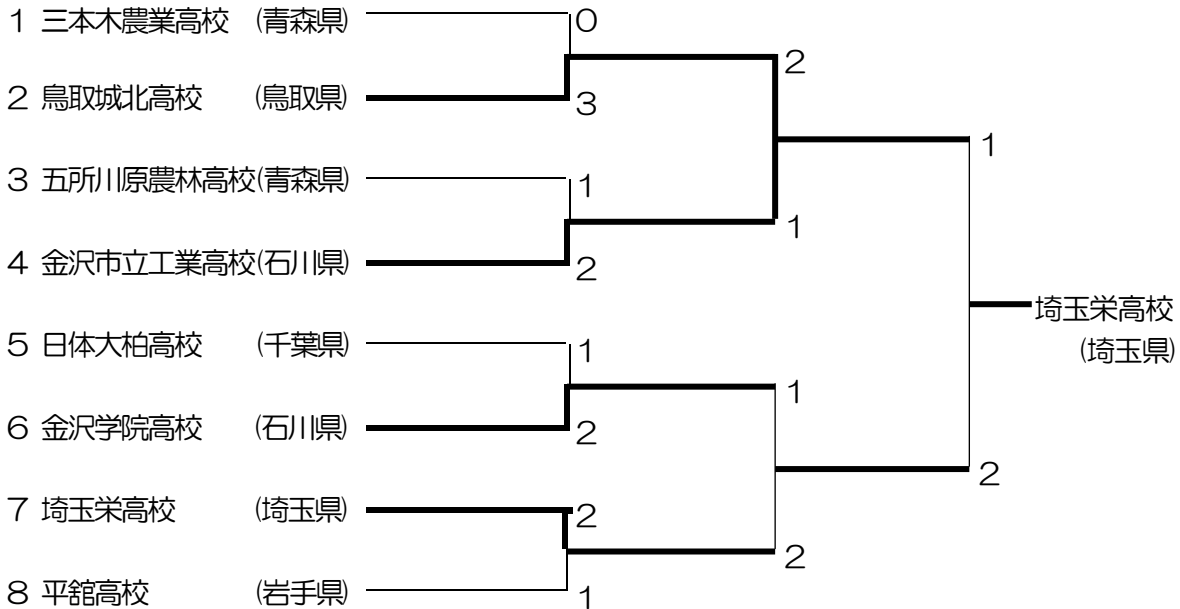 1 三本木農業高校 (青森県) 0
2
2 鳥取城北高校 (鳥取県) 3
1
3 五所川原農林高校(青森県) 1
1
4 金沢市立工業高校(石川県) 2
埼玉栄高校
(埼玉県)
5 日体大柏高校 (千葉県) 1
1
6 金沢学院高校 (石川県) 2
2
7 埼玉栄高校 (埼玉県) 2
2
8 平舘高校 (岩手県) 1